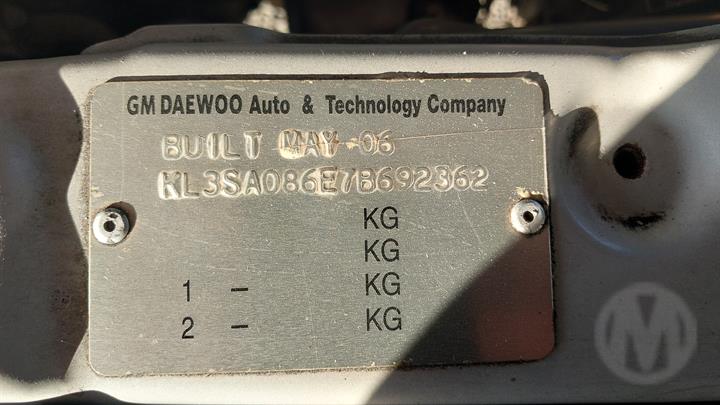 GM DAEWOO Auto & Technology Company
BUILT MAY-06
KL3SA086E7B692362
KG
KG
1 - KG
2 - KG
M